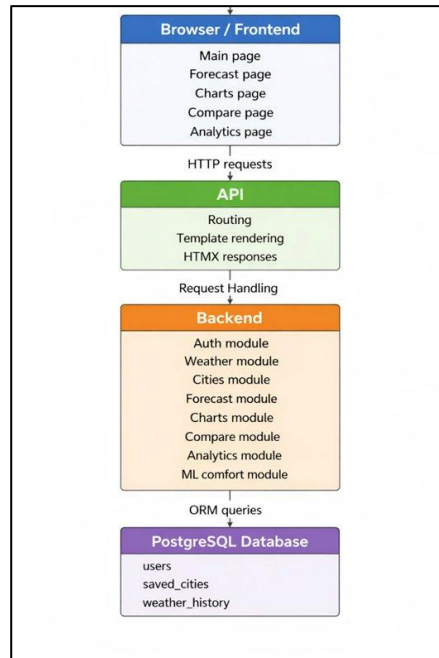 Browser / Frontend
Main page
Forecast page
Charts page
Compare page
Analytics page
HTTP requests
API
Routing
Template rendering
HTMX responses
Request Handling
Backend
Auth module
Weather module
Cities module
Forecast module
Charts module
Compare module
Analytics module
ML comfort module
ORM queries
PostgreSQL Database
users
saved_cities
weather_history